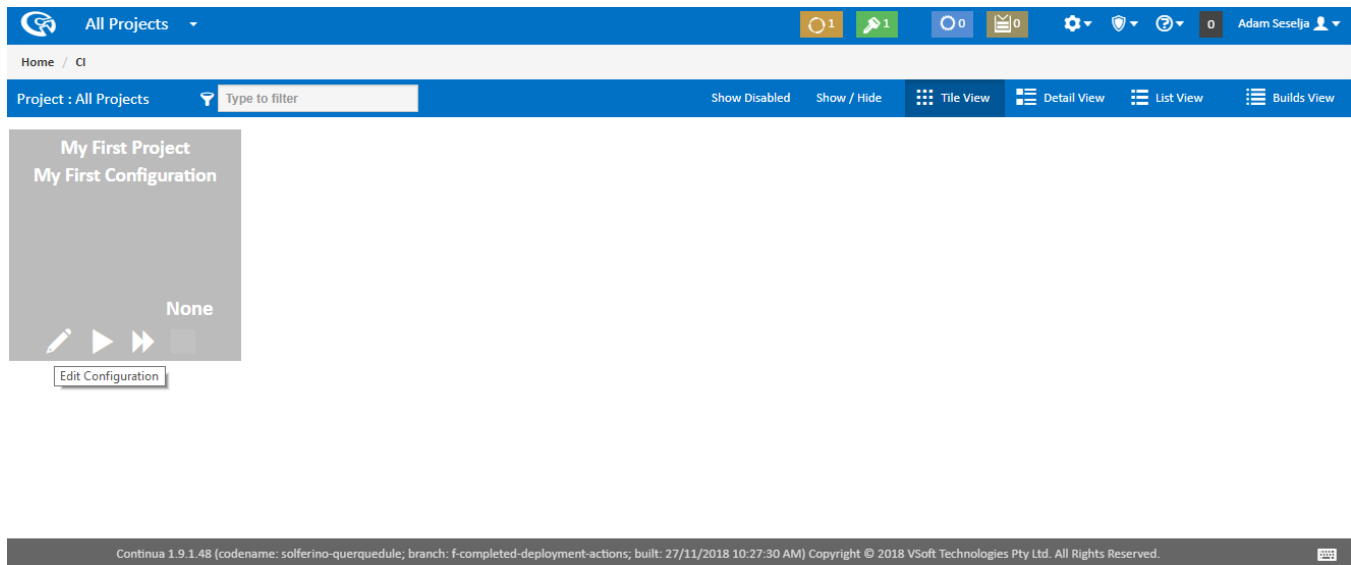 All Projects
1
1
0
0
0
Adam Seselja
Home / CI
Project : All Projects
Type to filter
Show Disabled
Show / Hide
Tile View
Detail View
List View
Builds View
My First Project
My First Configuration
None
Edit Configuration
Continua 1.9.1.48 (codename: solferino-querquedule; branch: f-completed-deployment-actions; built: 27/11/2018 10:27:30 AM) Copyright © 2018 VSoft Technologies Pty Ltd. All Rights Reserved.